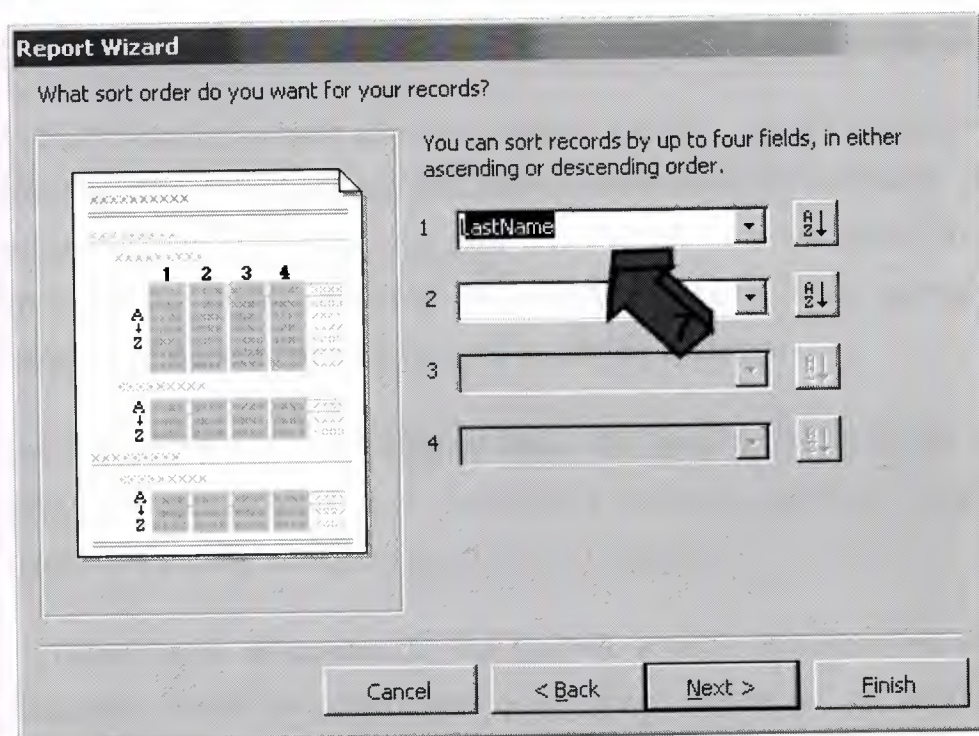 Report Wizard
What sort order do you want for your records?
You can sort records by up to four fields, in either
ascending or descending order.
1 LastName
2
3
4
7
1 2 3 4
A
Z
A
Z
A
Z
Cancel
< Back
Next >
Finish